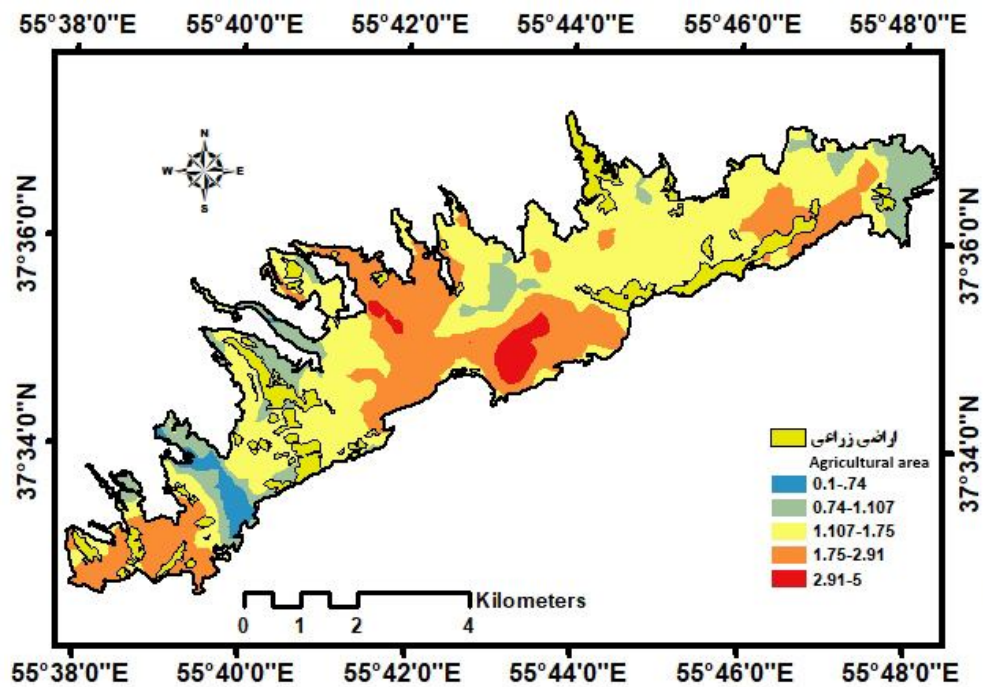 55°38'0"E 55°40'0"E 55°42'0"E 55°44'0"E 55°46'0"E 55°48'0"E
N
W E
S
37°36'0"N 37°36'0"N
37°34'0"N 37°34'0"N
اراضی زراعی
Agricultural area
0.1-.74
0.74-1.107
1.107-1.75
1.75-2.91
2.91-5
Kilometers
0 1 2 4
55°38'0"E 55°40'0"E 55°42'0"E 55°44'0"E 55°46'0"E 55°48'0"E